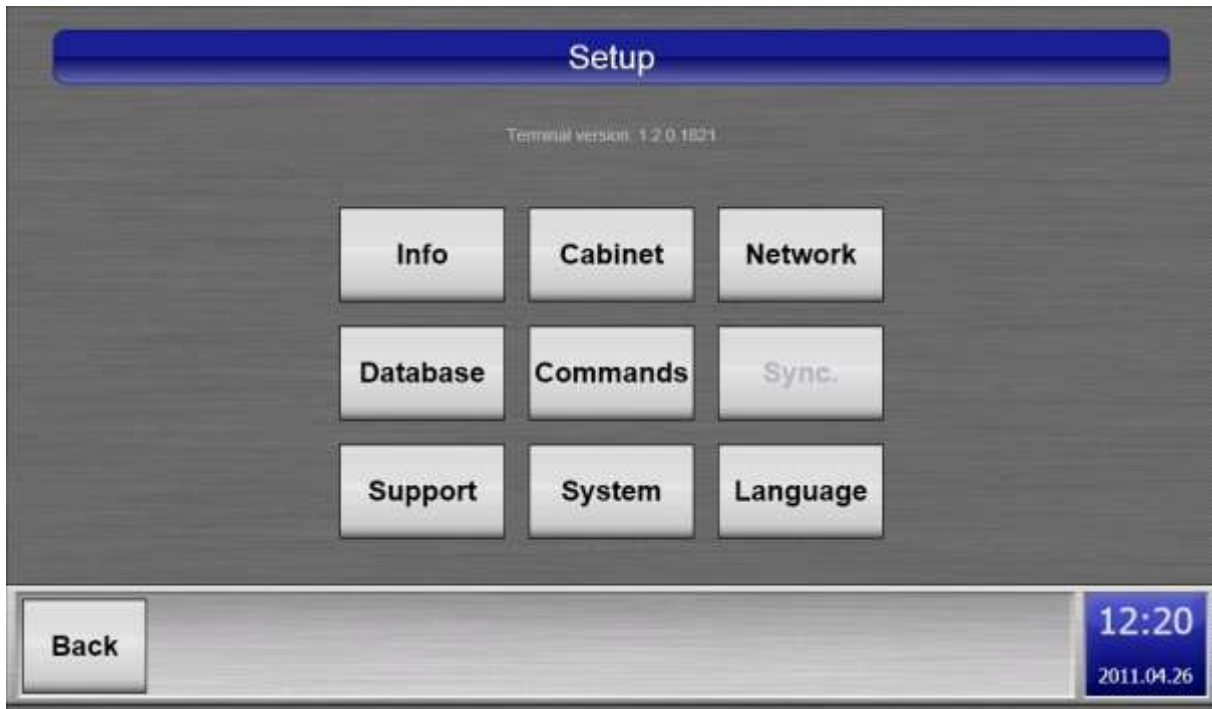 Setup
Terminal version: 1.2.0.1821
Info Cabinet Network
Database Commands Sync.
Support System Language
Back
12:20
2011.04.26